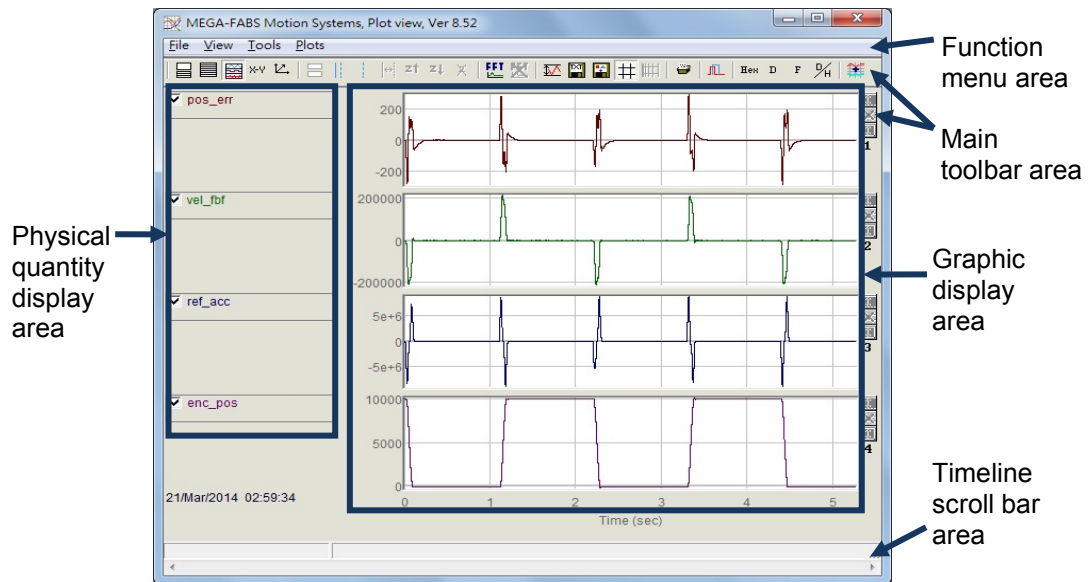 MEGA-FABS Motion Systems, Plot view, Ver 8.52
File View Tools Plots
X-Y z↑ z↓ FFT Hex D F D/H
Function
menu area
Main
toolbar area
Physical
quantity
display
area
Graphic
display
area
Timeline
scroll bar
area
pos_err
200
0
-200
1
vel_fbf
200000
0
-200000
2
ref_acc
5e+6
0
-5e+6
3
enc_pos
10000
5000
0
4
0 1 2 3 4 5
Time (sec)
21/Mar/2014 02:59:34